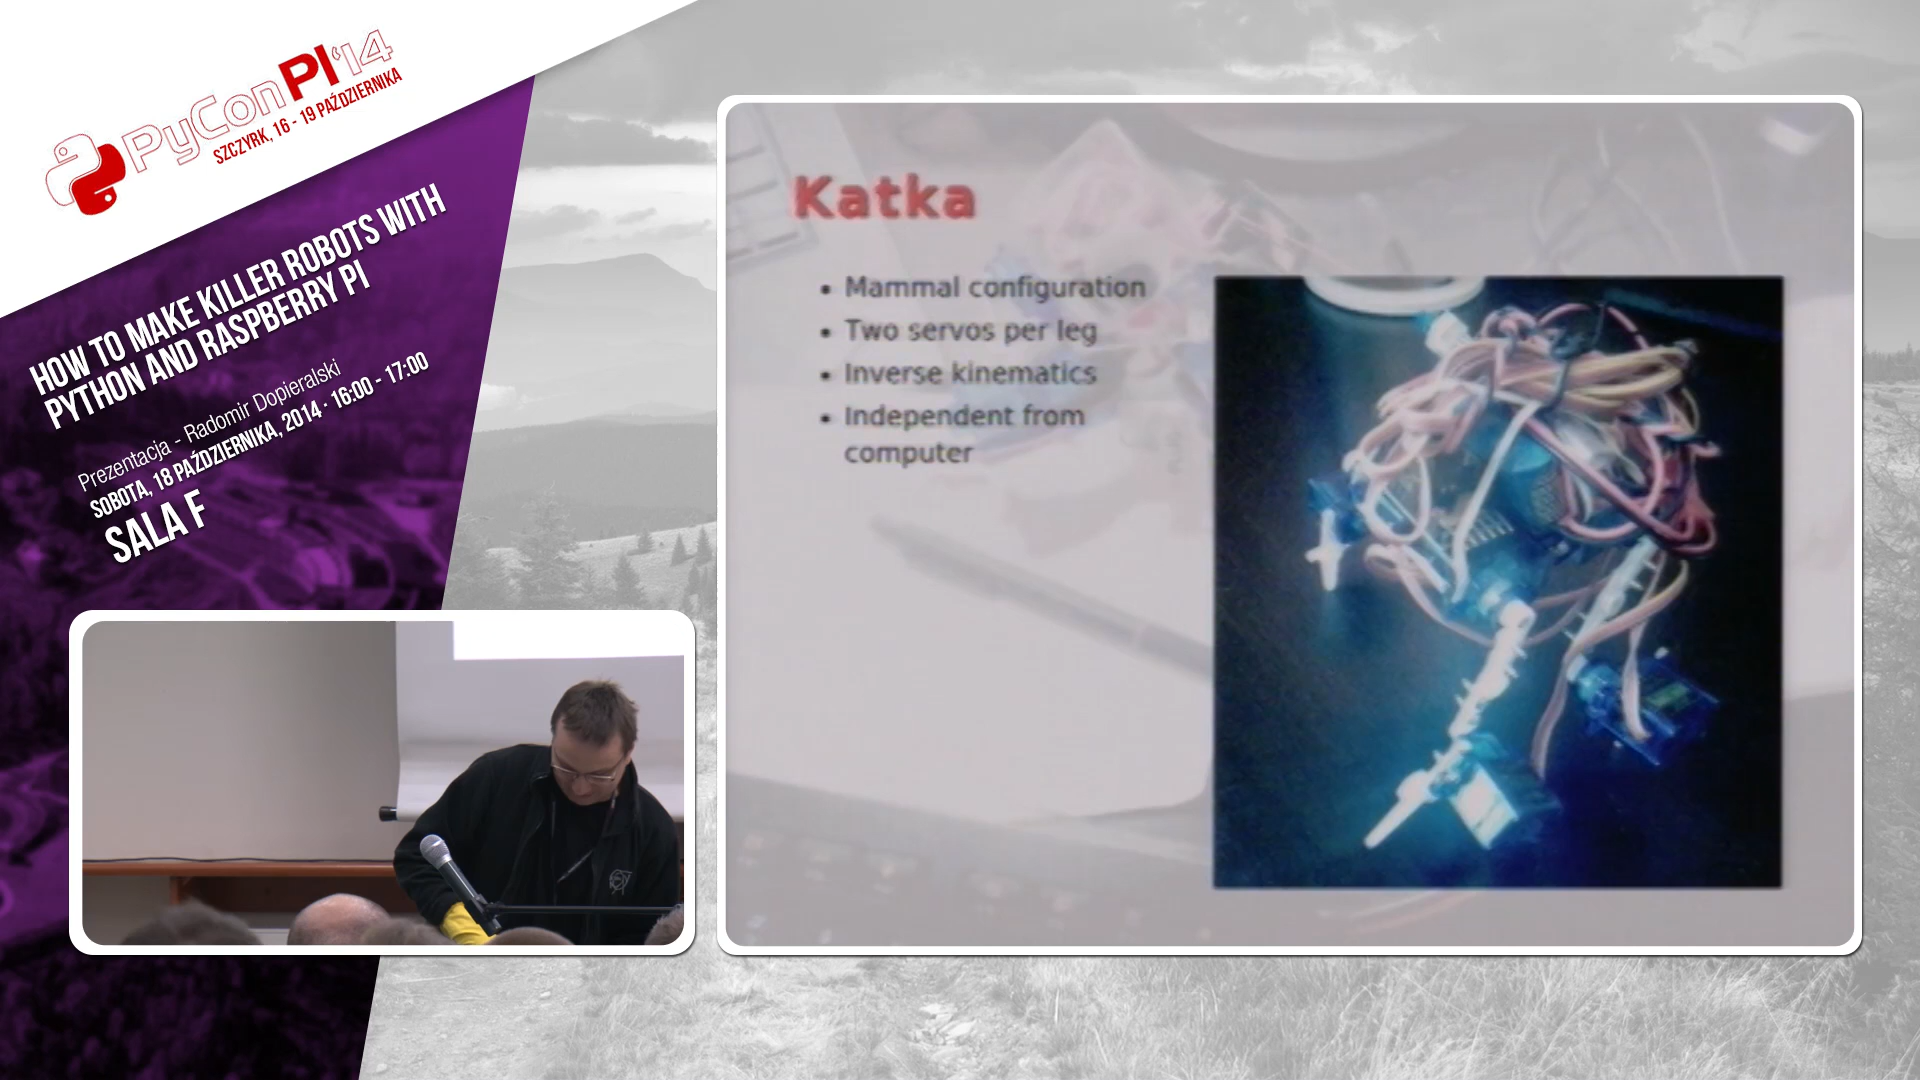 PyConPl'14
SZCZYRK, 16 - 19 PAŹDZIERNIKA
HOW TO MAKE KILLER ROBOTS WITH
PYTHON AND RASPBERRY PI
Prezentacja - Radomir Dopieralski
SOBOTA, 18 PAŹDZIERNIKA, 2014 · 16:00 - 17:00
SALA F
Katka
• Mammal configuration
• Two servos per leg
• Inverse kinematics
• Independent from
computer